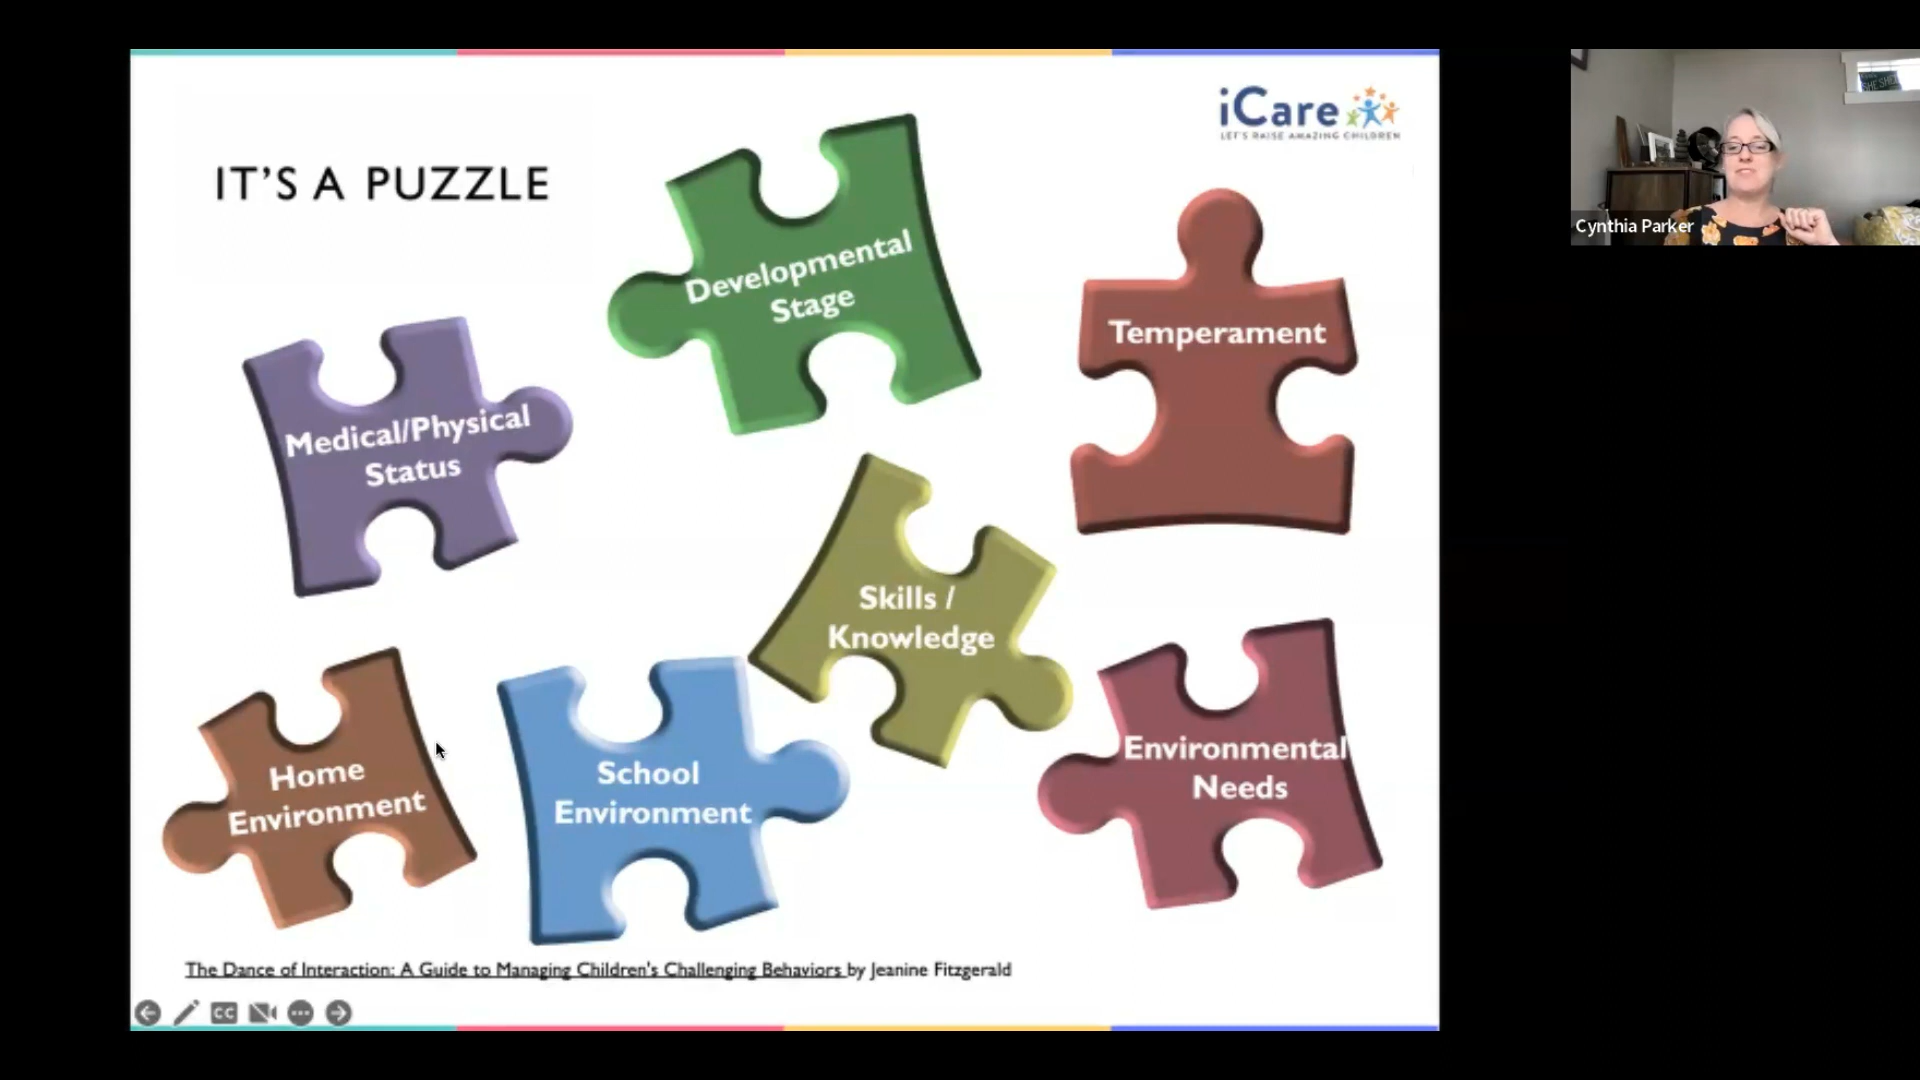 iCare
LET'S RAISE AMAZING CHILDREN
IT'S A PUZZLE
Developmental
Stage
Temperament
Medical/Physical
Status
Skills /
Knowledge
Home
Environment
School
Environment
Environmental
Needs
The Dance of Interaction: A Guide to Managing Children's Challenging Behaviors by Jeanine Fitzgerald
CC
Cynthia Parker